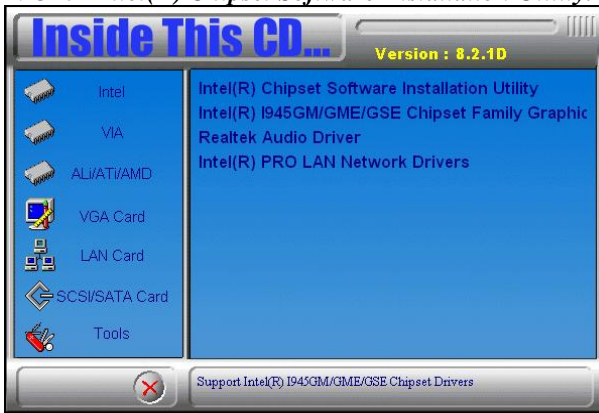 Inside This CD...
Version : 8.2.1D
Intel
VIA
ALi/ATi/AMD
VGA Card
LAN Card
SCSI/SATA Card
Tools
Intel(R) Chipset Software Installation Utility
Intel(R) I945GM/GME/GSE Chipset Family Graphic
Realtek Audio Driver
Intel(R) PRO LAN Network Drivers
Support Intel(R) I945GM/GME/GSE Chipset Drivers